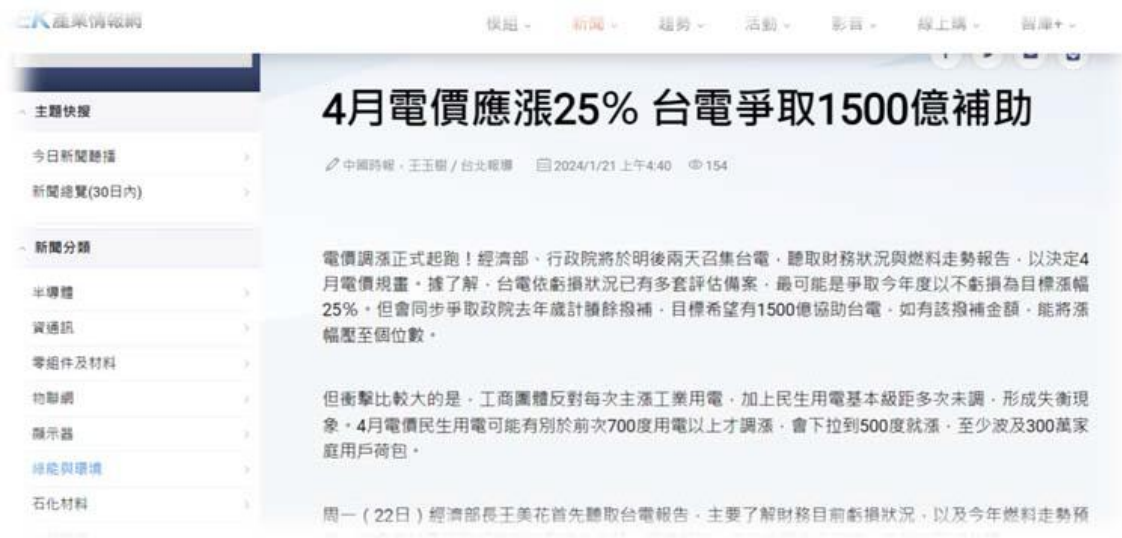 EK產業情報網
模組
新聞
趨勢
活動
影音
線上購
智庫+
主題快搜
今日新聞聽播
新聞總覽(30日內)
新聞分類
半導體
資通訊
零組件及材料
物聯網
顯示器
綠能與環境
石化材料
4月電價應漲25% 台電爭取1500億補助
中國時報.王玉樹 / 台北報導 2024/1/21 上午4:40 154
電價調漲正式起跑！經濟部、行政院將於明後兩天召集台電，聽取財務狀況與燃料走勢報告，以決定4
月電價規畫。據了解，台電依虧損狀況已有多套評估備案，最可能是爭取今年度以不虧損為目標漲幅
25%。但會同步爭取政院去年歲計賸餘撥補，目標希望有1500億協助台電，如有該撥補金額，能將漲
幅壓至個位數。
但衝擊比較大的是，工商團體反對每次主漲工業用電，加上民生用電基本級距多次未調，形成失衡現
象。4月電價民生用電可能有別於前次700度用電以上才調漲，會下拉到500度就漲，至少波及300萬家
庭用戶荷包。
周一（22日）經濟部長王美花首先聽取台電報告，主要了解財務目前虧損狀況，以及今年燃料走勢預